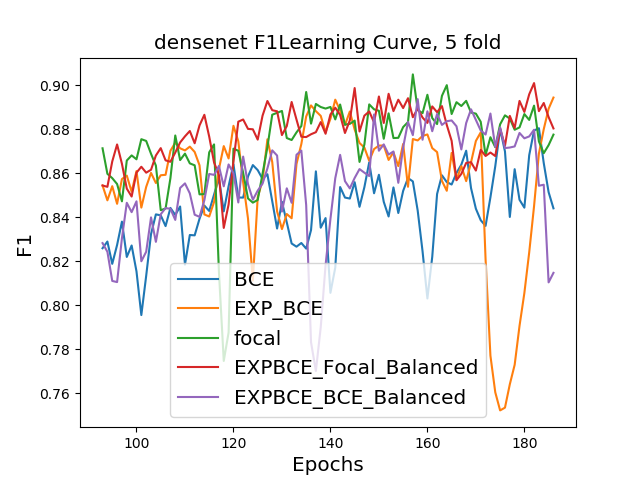 densenet F1Learning Curve, 5 fold
F1
0.90
0.88
0.86
0.84
0.82
0.80
0.78
0.76
BCE
EXP_BCE
focal
EXPBCE_Focal_Balanced
EXPBCE_BCE_Balanced
100 120 140 160 180
Epochs